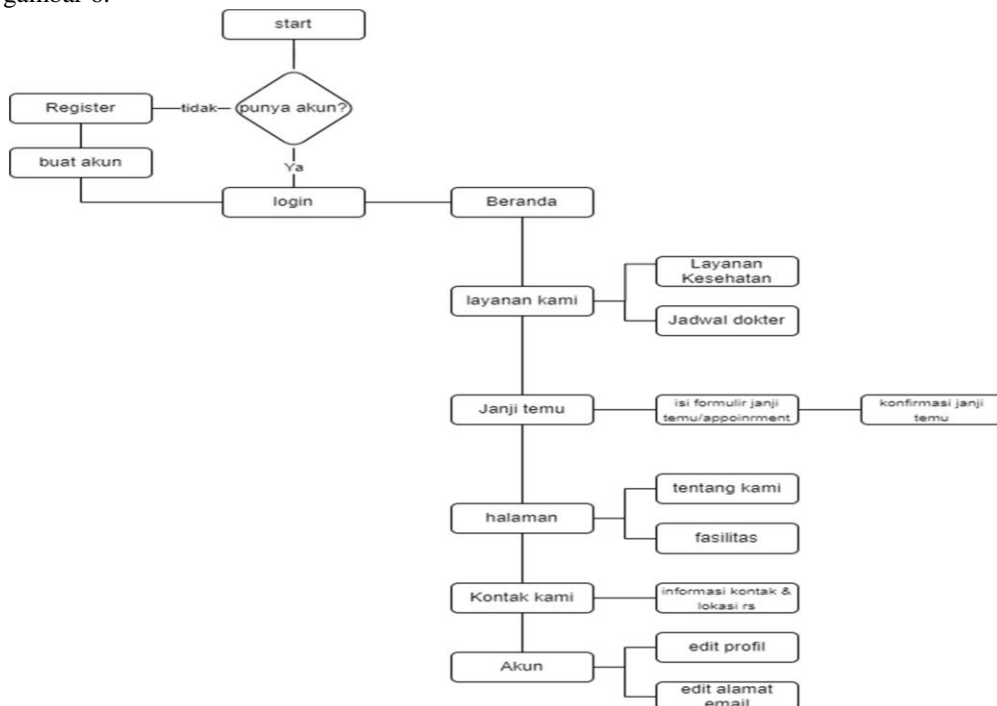 gambar 6.
start
punya akun?
tidak
Register
buat akun
Ya
login
Beranda
layanan kami
Layanan
Kesehatan
Jadwal dokter
Janji temu
isi formulir janji
temu/appoinrment
konfirmasi janji
temu
halaman
tentang kami
fasilitas
Kontak kami
informasi kontak &
lokasi rs
Akun
edit profil
edit alamat
email